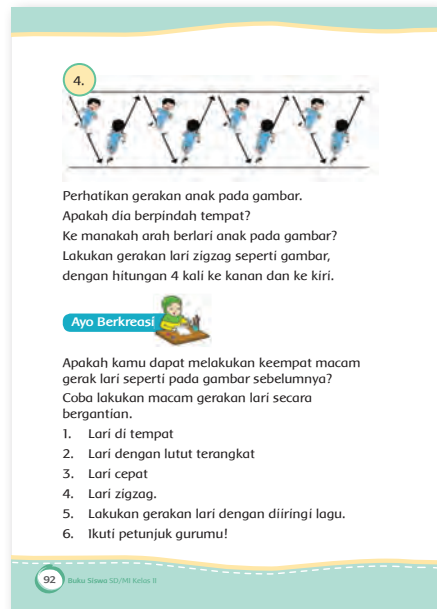 4.
Perhatikan gerakan anak pada gambar.
Apakah dia berpindah tempat?
Ke manakah arah berlari anak pada gambar?
Lakukan gerakan lari zigzag seperti gambar,
dengan hitungan 4 kali ke kanan dan ke kiri.
Ayo Berkreasi
Apakah kamu dapat melakukan keempat macam
gerak lari seperti pada gambar sebelumnya?
Coba lakukan macam gerakan lari secara
bergantian.
1. Lari di tempat
2. Lari dengan lutut terangkat
3. Lari cepat
4. Lari zigzag.
5. Lakukan gerakan lari dengan diiringi lagu.
6. Ikuti petunjuk gurumu!
92 Buku Siswa SD/MI Kelas II